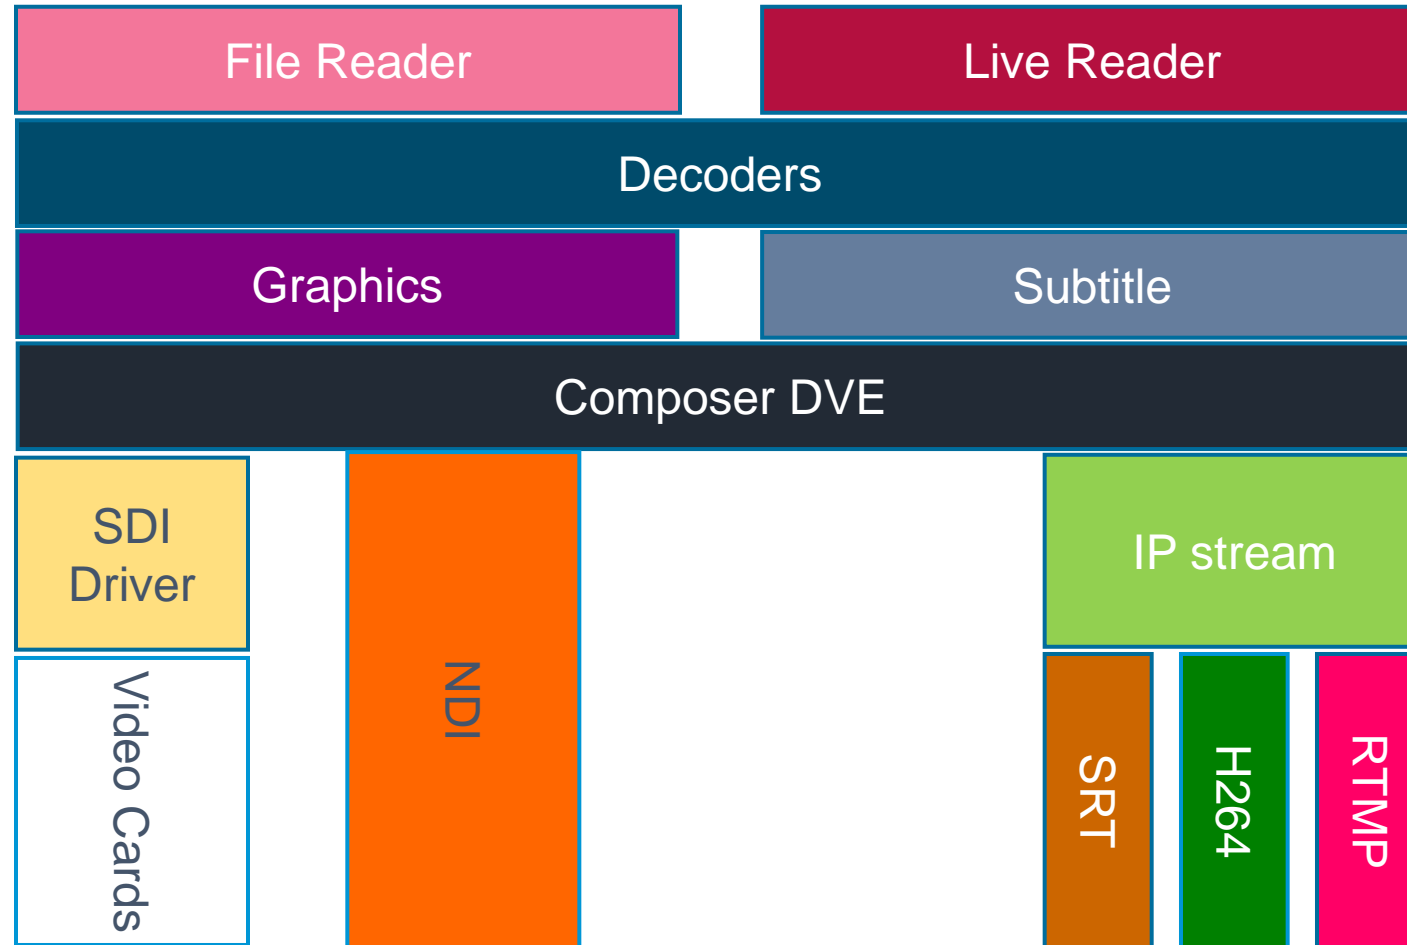 File Reader
Live Reader
Decoders
Graphics
Subtitle
Composer DVE
SDI
Driver
NDI
IP stream
Video Cards
SRT
H264
RTMP